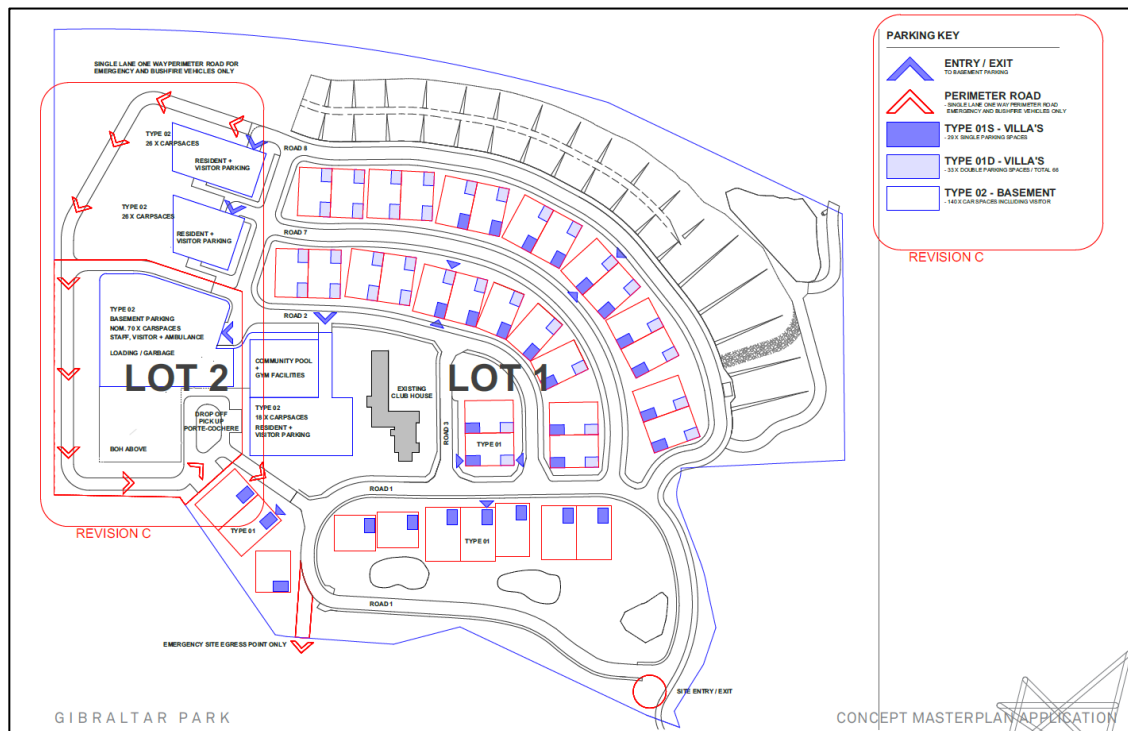 SINGLE LANE ONE WAY PERIMETER ROAD FOR
EMERGENCY AND BUSHFIRE VEHICLES ONLY
TYPE 02
26 X CARPSACES
RESIDENT +
VISITOR PARKING
ROAD 8
TYPE 02
26 X CARPSACES
RESIDENT +
VISITOR PARKING
ROAD 7
TYPE 02
BASEMENT PARKING
NOM. 70 X CARSPACES
STAFF, VISITOR + AMBULANCE
LOADING / GARBAGE
ROAD 2
COMMUNITY POOL
+
GYM FACILITIES
LOT 2
LOT 1
EXISTING
CLUB HOUSE
DROP OFF
PICK UP
PORTE-COCHERE
TYPE 02
18 X CARPSACES
RESIDENT +
VISITOR PARKING
BOH ABOVE
ROAD 3
TYPE 01
ROAD 1
REVISION C
TYPE 01
TYPE 01
ROAD 1
EMERGENCY SITE EGRESS POINT ONLY
SITE ENTRY / EXIT
PARKING KEY
ENTRY / EXIT
TO BASEMENT PARKING
PERIMETER ROAD
- SINGLE LANE ONE WAY PERIMETER ROAD
EMERGENCY AND BUSHFIRE VEHICLES ONLY
TYPE 01S - VILLA'S
- 29 X SINGLE PARKING SPACES
TYPE 01D - VILLA'S
- 33 X DOUBLE PARKING SPACES / TOTAL 66
TYPE 02 - BASEMENT
- 140 X CARSPACES INCLUDING VISITOR
REVISION C
GIBRALTAR PARK
CONCEPT MASTERPLAN APPLICATION